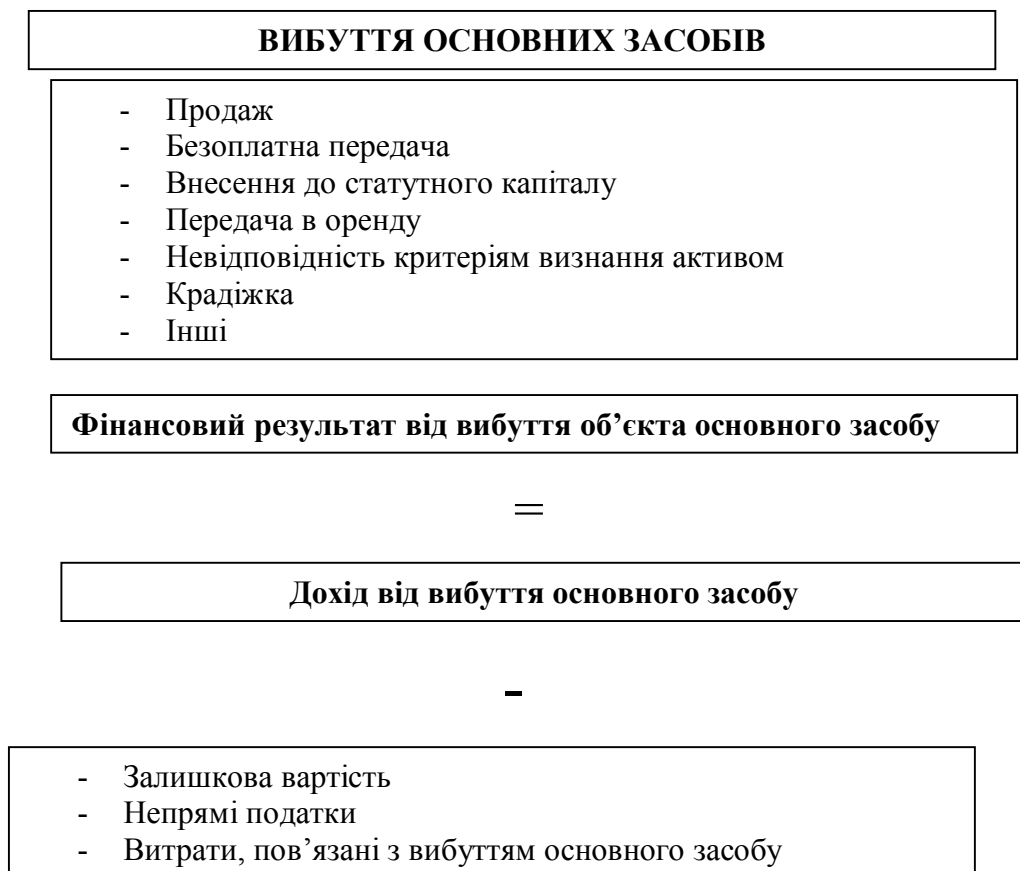 ВИБУТТЯ ОСНОВНИХ ЗАСОБІВ
- Продаж
- Безоплатна передача
- Внесення до статутного капіталу
- Передача в оренду
- Невідповідність критеріям визнання активом
- Крадіжка
- Інші
Фінансовий результат від вибуття об’єкта основного засобу
=
Дохід від вибуття основного засобу
-
- Залишкова вартість
- Непрямі податки
- Витрати, пов’язані з вибуттям основного засобу